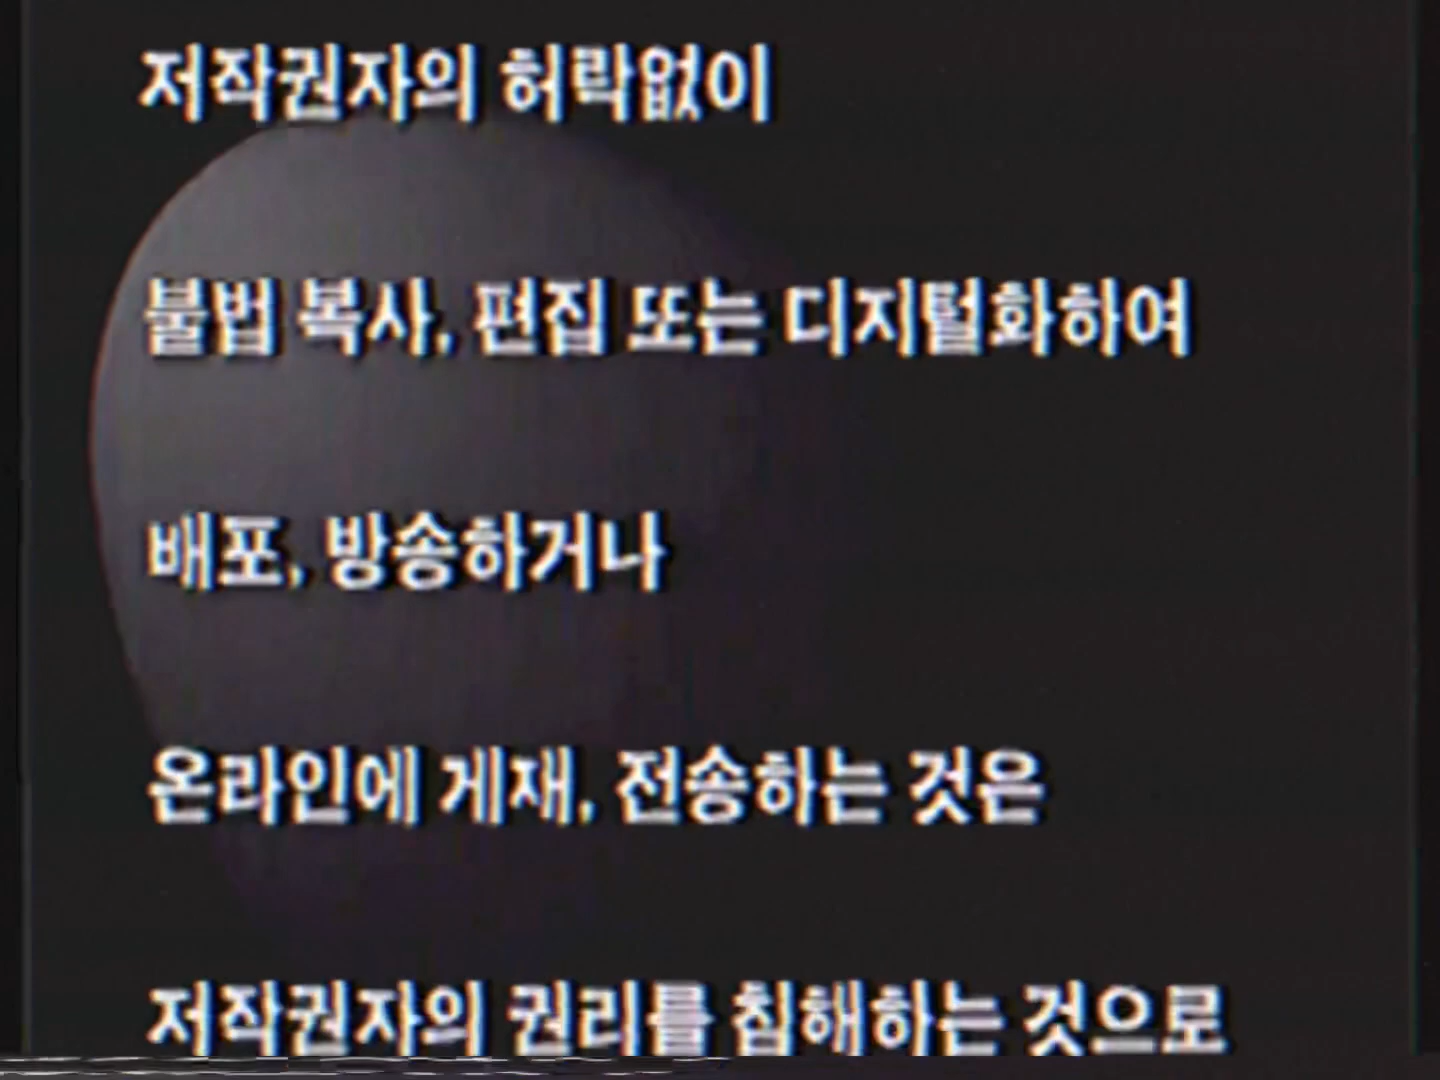 저작권자의 허락없이
불법 복사, 편집 또는 디지털화하여
배포, 방송하거나
온라인에 게재, 전송하는 것은
저작권자의 권리를 침해하는 것으로